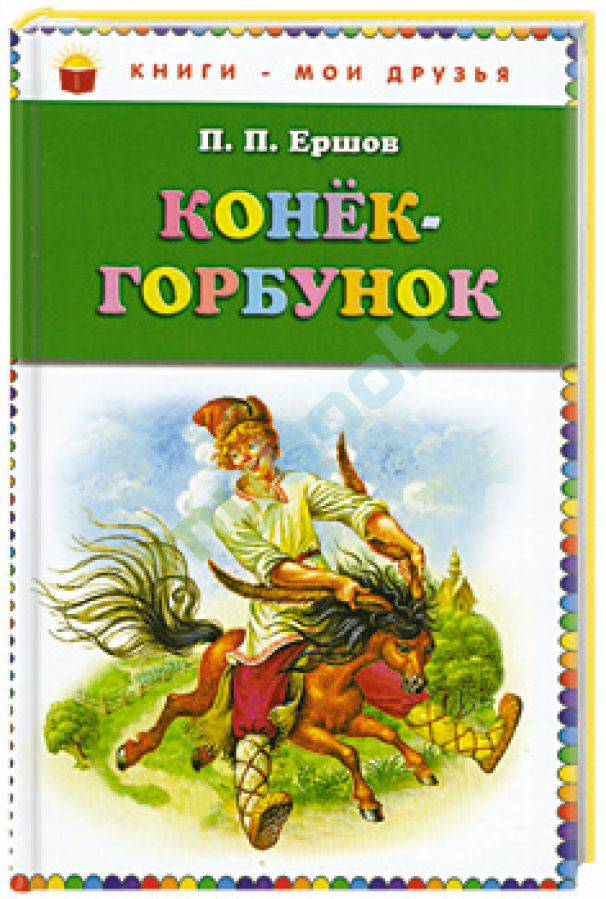 КНИГИ - МОИ ДРУЗЬЯ
П. П. Ершов
КОНЁК-
ГОРБУНОК